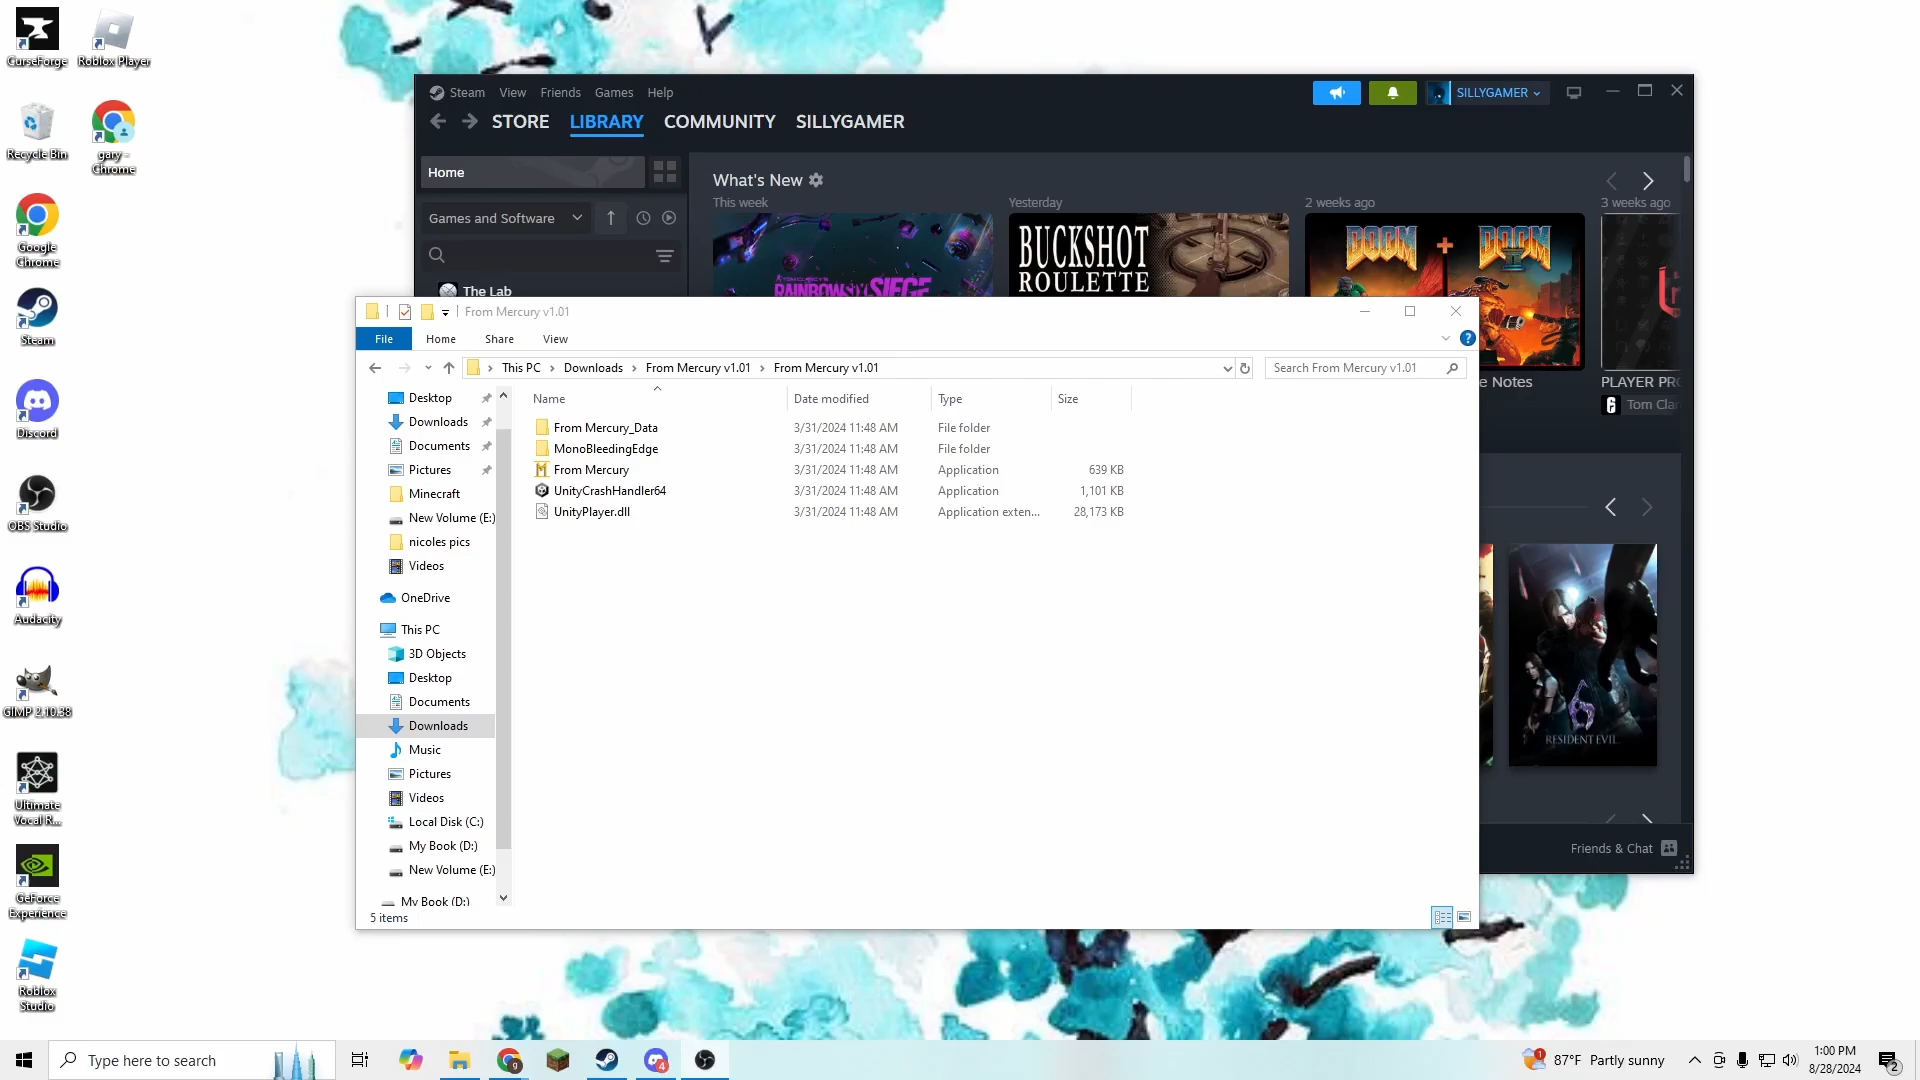 CurseForge
Roblox Player
Recycle Bin
gary - Chrome
Google Chrome
Steam
Discord
OBS Studio
Audacity
GIMP 2.10.38
Ultimate Vocal R...
GeForce Experience
Roblox Studio
Steam View Friends Games Help
SILLYGAMER
STORE LIBRARY COMMUNITY SILLYGAMER
Home
Games and Software
The Lab
What's New
This week
Yesterday
2 weeks ago
3 weeks ago
RAINBOW SIX SIEGE
BUCKSHOT ROULETTE
DOOM + DOOM II
e Notes
PLAYER PR
Tom Cla
RESIDENT EVIL 6
Friends & Chat
From Mercury v1.01
File Home Share View
This PC > Downloads > From Mercury v1.01 > From Mercury v1.01
Search From Mercury v1.01
Name Date modified Type Size
From Mercury_Data 3/31/2024 11:48 AM File folder
MonoBleedingEdge 3/31/2024 11:48 AM File folder
From Mercury 3/31/2024 11:48 AM Application 639 KB
UnityCrashHandler64 3/31/2024 11:48 AM Application 1,101 KB
UnityPlayer.dll 3/31/2024 11:48 AM Application exten... 28,173 KB
Desktop
Downloads
Documents
Pictures
Minecraft
New Volume (E:)
nicoles pics
Videos
OneDrive
This PC
3D Objects
Desktop
Documents
Downloads
Music
Pictures
Videos
Local Disk (C:)
My Book (D:)
New Volume (E:)
My Book (D:)
5 items
Type here to search
87°F Partly sunny
1:00 PM
8/28/2024